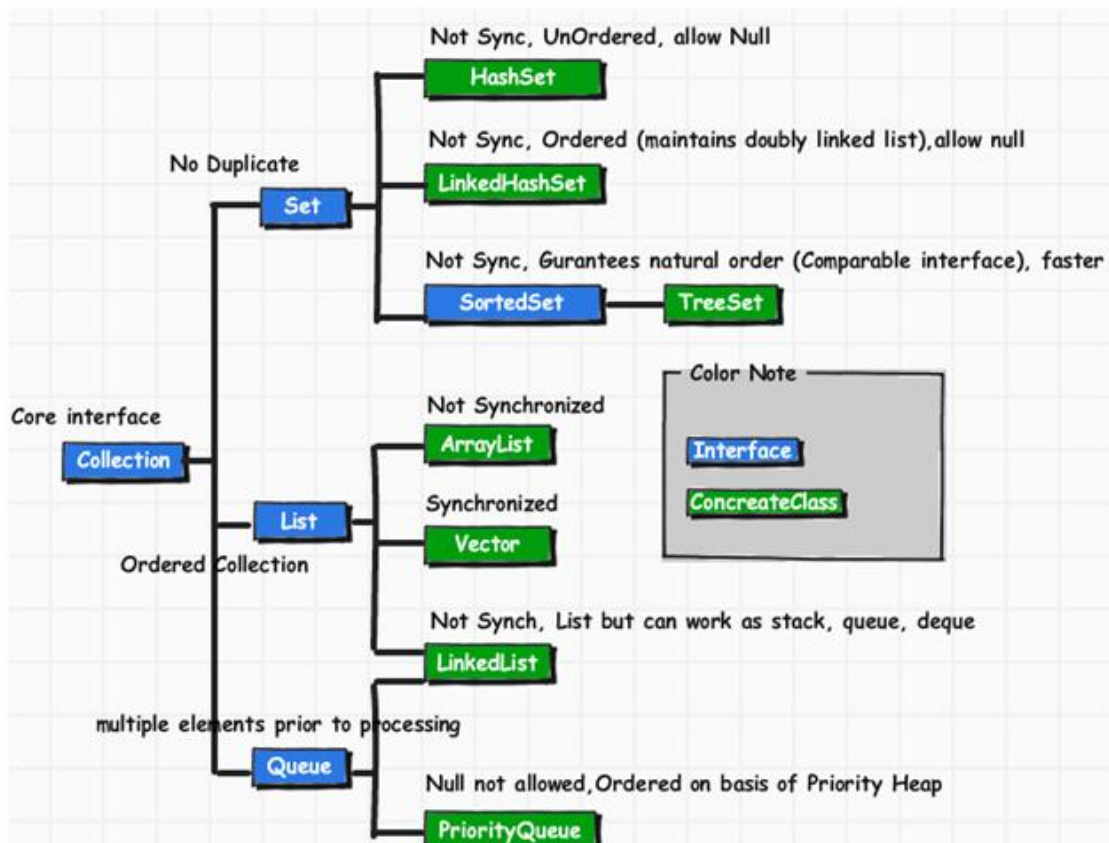 Not Sync, UnOrdered, allow Null
HashSet
Not Sync, Ordered (maintains doubly linked list),allow null
LinkedHashSet
No Duplicate
Set
Not Sync, Gurantees natural order (Comparable interface), faster
SortedSet
TreeSet
Color Note
Interface
ConcreateClass
Core interface
Collection
Not Synchronized
ArrayList
Synchronized
Vector
List
Ordered Collection
Not Synch, List but can work as stack, queue, deque
LinkedList
multiple elements prior to processing
Queue
Null not allowed,Ordered on basis of Priority Heap
PriorityQueue